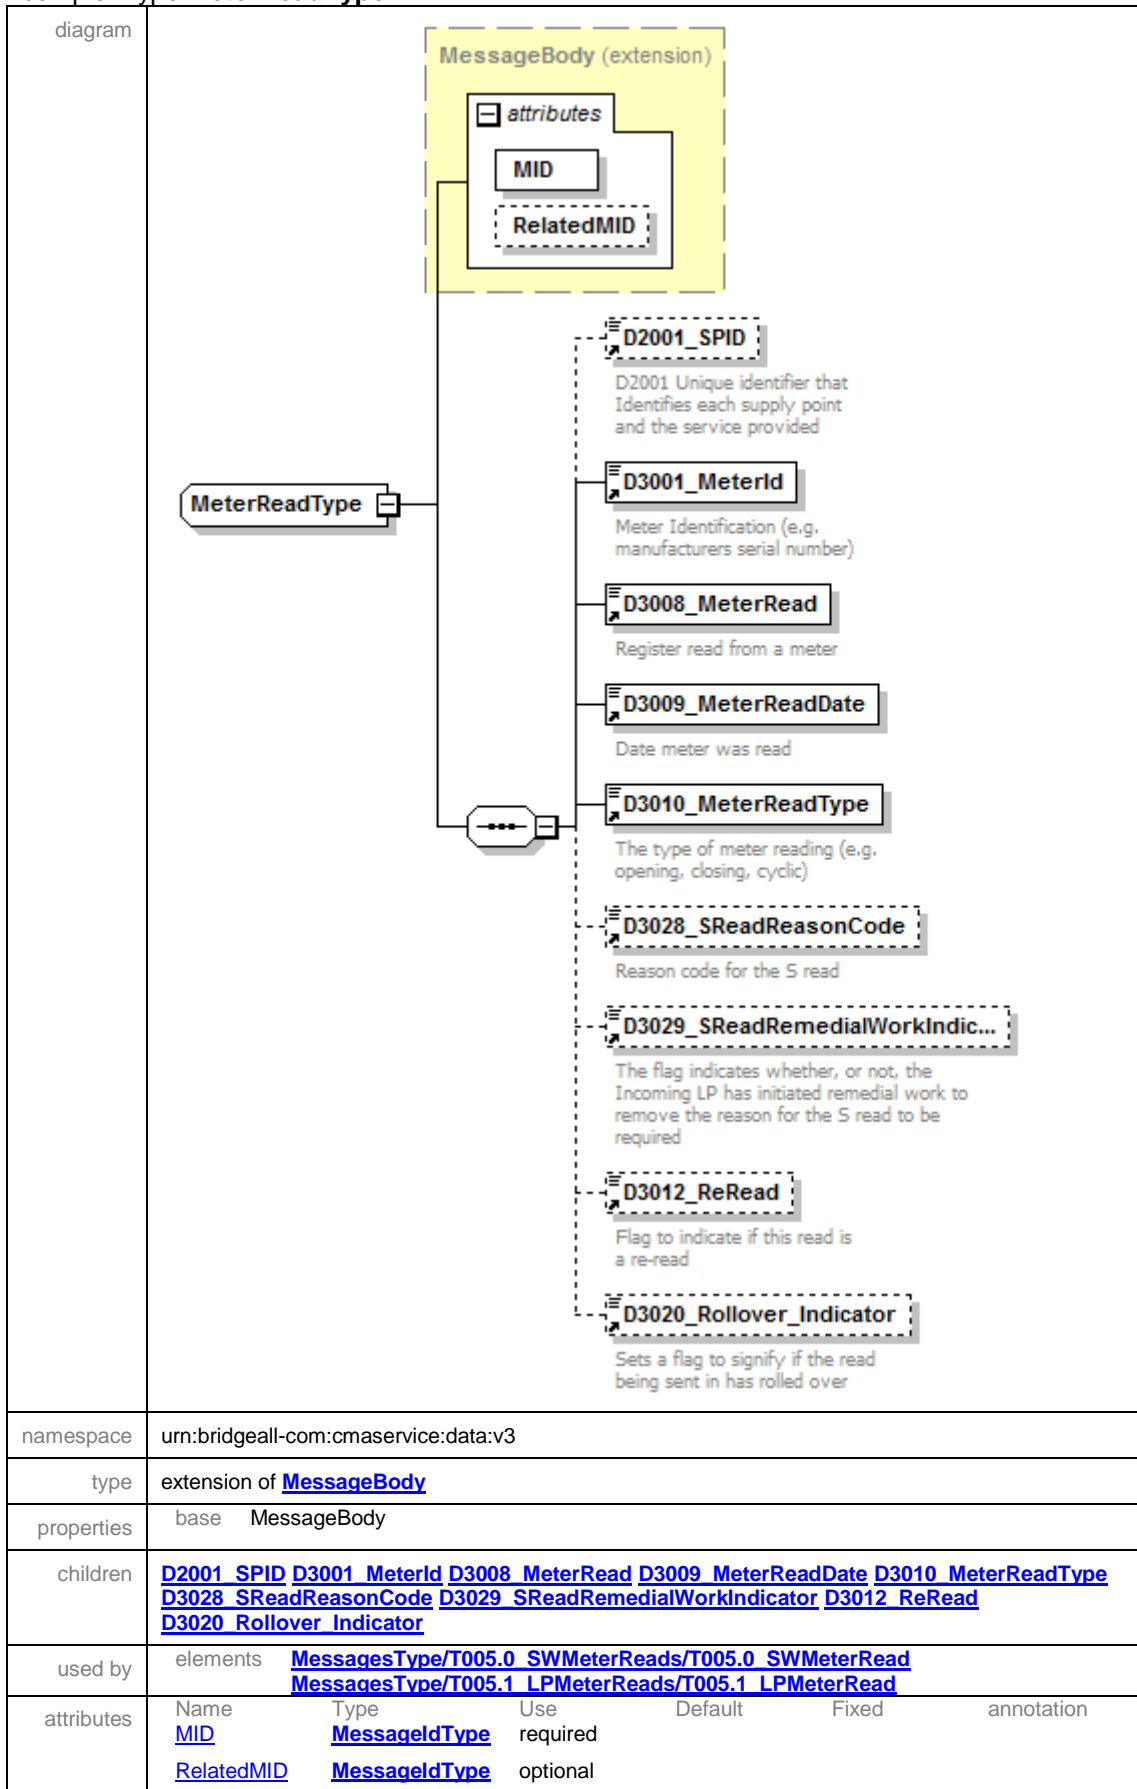 diagram
MessageBody (extension)
attributes
MID
RelatedMID
D2001_SPID
D2001 Unique identifier that
Identifies each supply point
and the service provided
MeterReadType
D3001_MeterId
Meter Identification (e.g.
manufacturers serial number)
D3008_MeterRead
Register read from a meter
D3009_MeterReadDate
Date meter was read
D3010_MeterReadType
The type of meter reading (e.g.
opening, closing, cyclic)
D3028_SReadReasonCode
Reason code for the S read
D3029_SReadRemedialWorkIndic...
The flag indicates whether, or not, the
Incoming LP has initiated remedial work to
remove the reason for the S read to be
required
D3012_ReRead
Flag to indicate if this read is
a re-read
D3020_Rollover_Indicator
Sets a flag to signify if the read
being sent in has rolled over
namespace urn:bridgeall-com:cmaservice:data:v3
type extension of MessageBody
properties base MessageBody
children D2001_SPID D3001_MeterId D3008_MeterRead D3009_MeterReadDate D3010_MeterReadType
D3028_SReadReasonCode D3029_SReadRemedialWorkIndicator D3012_ReRead
D3020_Rollover_Indicator
used by elements MessagesType/T005.0_SWMeterReads/T005.0_SWMeterRead
MessagesType/T005.1_LPMeterReads/T005.1_LPMeterRead
attributes Name Type Use Default Fixed annotation
MID MessageIdType required
RelatedMID MessageIdType optional